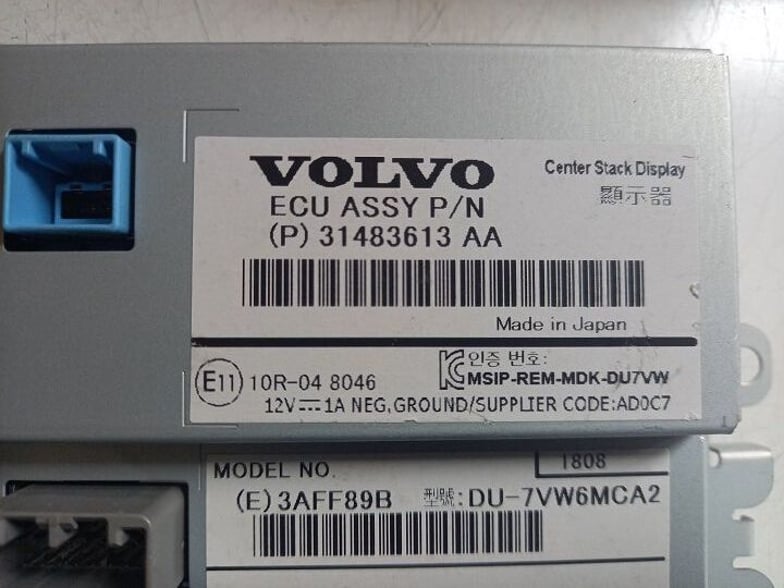 VOLVO
Center Stack Display
顯示器
ECU ASSY P/N
(P) 31483613 AA
Made in Japan
E11 10R-04 8046
인증 번호:
MSIP-REM-MDK-DU7VW
12V⎓1A NEG,GROUND/SUPPLIER CODE:AD0C7
MODEL NO.
1808
(E) 3AFF89B 型號:DU-7VW6MCA2